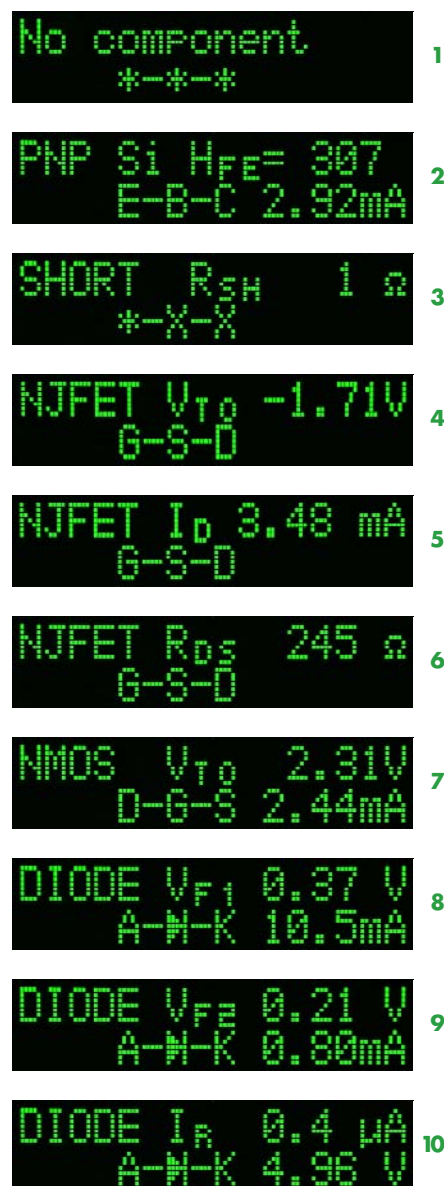 No component
*-*-*
1
PNP Si HFE= 307
E-B-C 2.92mA
2
SHORT RSH 1 Ω
*-X-X
3
NJFET VTO -1.71V
G-S-D
4
NJFET ID 3.48 mA
G-S-D
5
NJFET RDS 245 Ω
G-S-D
6
NMOS VTO 2.31V
D-G-S 2.44mA
7
DIODE VF1 0.37 V
A-▶-K 10.5mA
8
DIODE VF2 0.21 V
A-▶-K 0.80mA
9
DIODE IR 0.4 µA
A-▶-K 4.96 V
10